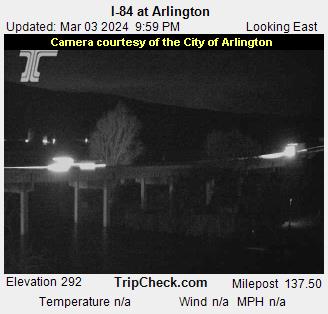 I-84 at Arlington
Updated: Mar 03 2024 9:59 PM Looking East
Camera courtesy of the City of Arlington
Elevation 292 TripCheck.com Milepost 137.50
Temperature n/a Wind n/a MPH n/a